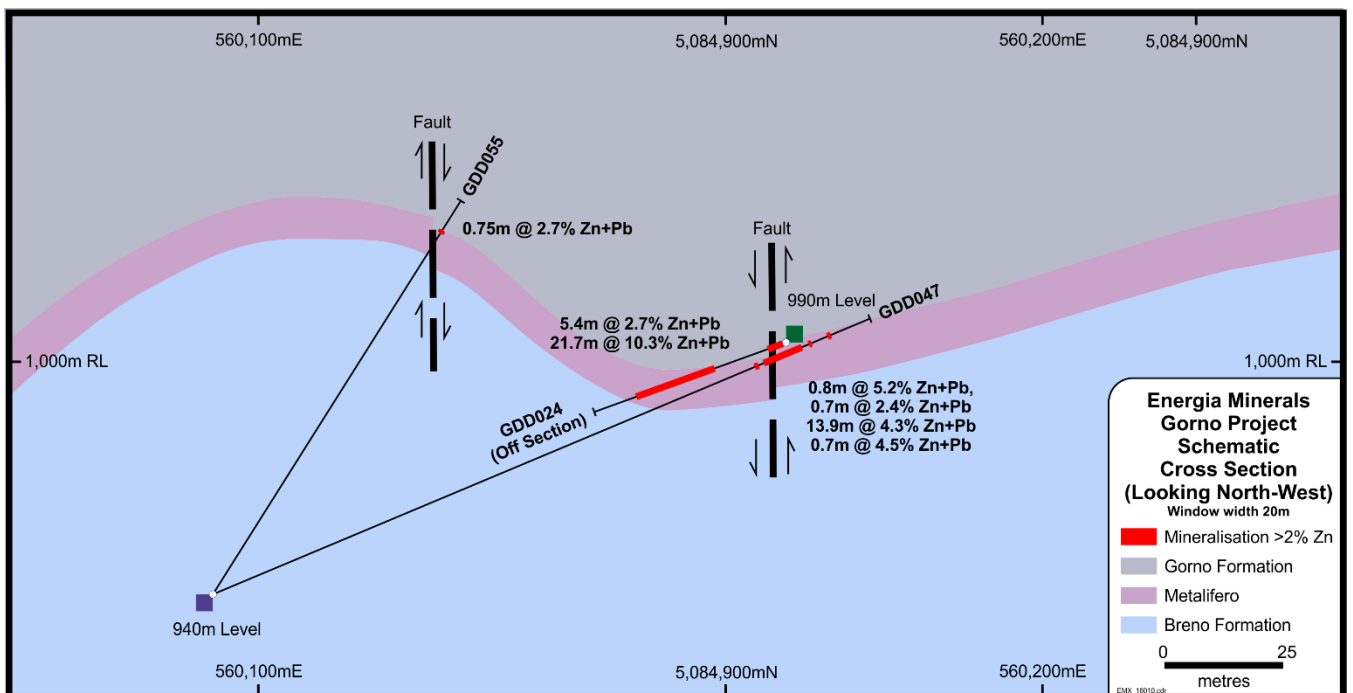 560,100mE
5,084,900mN
560,200mE
5,084,900mN
Fault
GDD055
0.75m @ 2.7% Zn+Pb
Fault
990m Level
GDD047
5.4m @ 2.7% Zn+Pb
21.7m @ 10.3% Zn+Pb
1,000m RL
1,000m RL
GDD024
(Off Section)
0.8m @ 5.2% Zn+Pb,
0.7m @ 2.4% Zn+Pb
13.9m @ 4.3% Zn+Pb
0.7m @ 4.5% Zn+Pb
940m Level
560,100mE
5,084,900mN
560,200mE
Energia Minerals
Gorno Project
Schematic
Cross Section
(Looking North-West)
Window width 20m
Mineralisation >2% Zn
Gorno Formation
Metalifero
Breno Formation
0 25
metres
EMX_16010.cdr